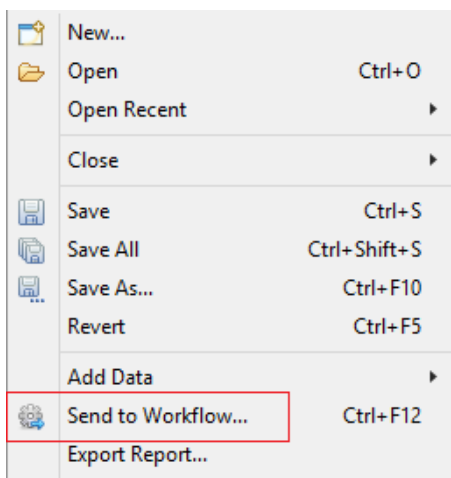 New...
Open Ctrl+O
Open Recent
Close
Save Ctrl+S
Save All Ctrl+Shift+S
Save As... Ctrl+F10
Revert Ctrl+F5
Add Data
Send to Workflow... Ctrl+F12
Export Report...